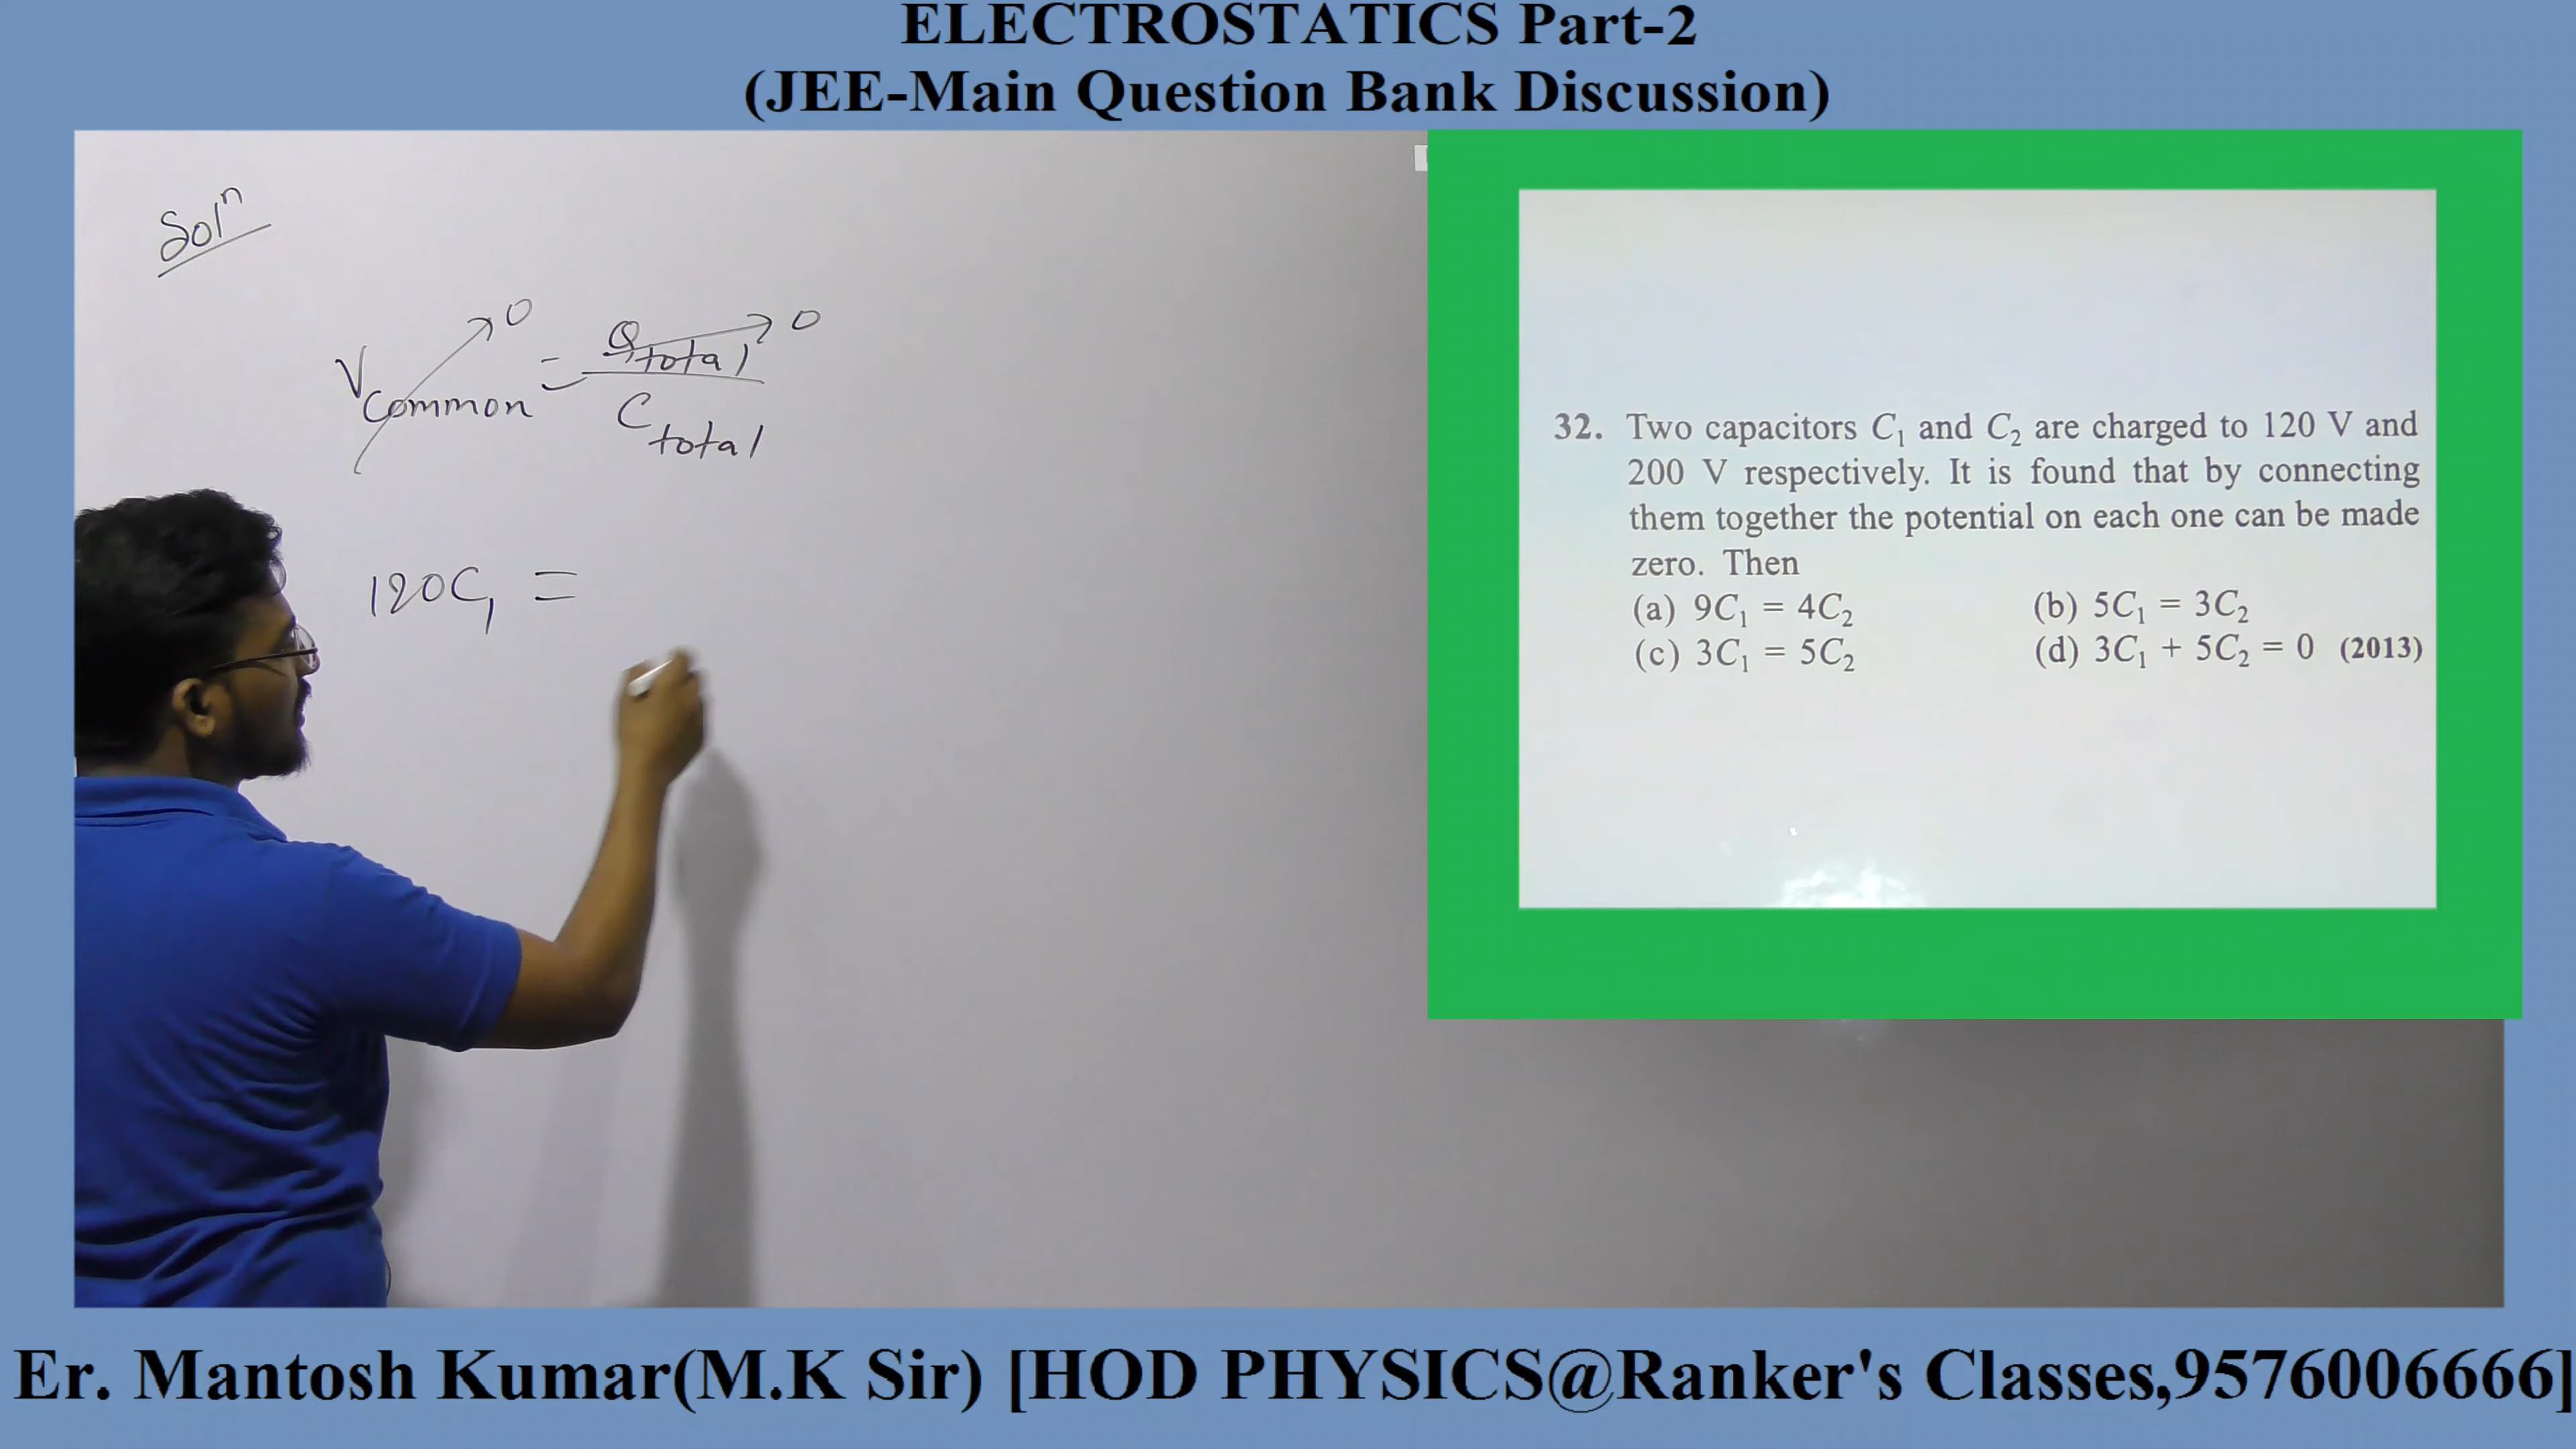 ELECTROSTATICS Part-2
(JEE-Main Question Bank Discussion)
Solⁿ
V_common → 0 = Q_total → 0 / C_total
120C₁ =
32. Two capacitors C₁ and C₂ are charged to 120 V and
200 V respectively. It is found that by connecting
them together the potential on each one can be made
zero. Then
(a) 9C₁ = 4C₂ (b) 5C₁ = 3C₂
(c) 3C₁ = 5C₂ (d) 3C₁ + 5C₂ = 0 (2013)
Er. Mantosh Kumar(M.K Sir) [HOD PHYSICS@Ranker's Classes,9576006666]